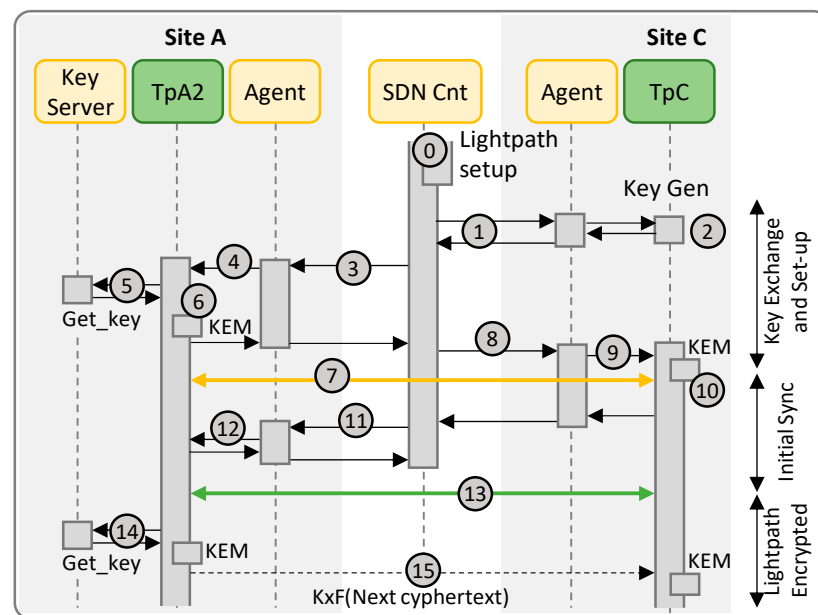 Site A
Site C
Key
Server
TpA2
Agent
SDN Cnt
Agent
TpC
0
Lightpath
setup
Key Gen
1
2
3
4
5
6
Get_key
KEM
7
8
9
KEM
10
11
12
13
14
Get_key
KEM
15
KxF(Next cyphertext)
KEM
Key Exchange
and Set-up
Initial Sync
Lightpath
Encrypted